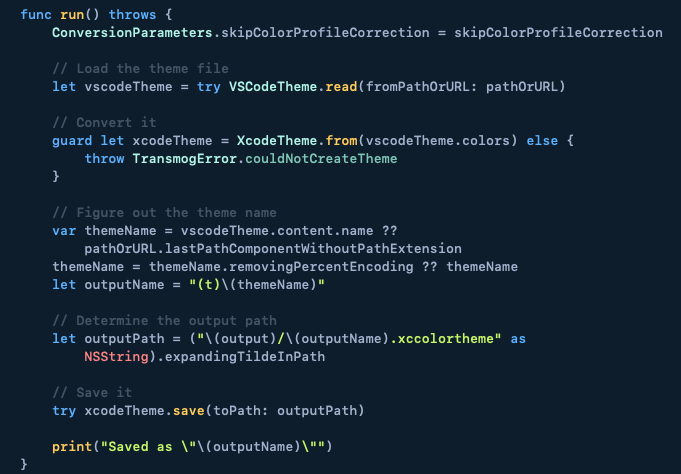 func run() throws {
    ConversionParameters.skipColorProfileCorrection = skipColorProfileCorrection

    // Load the theme file
    let vscodeTheme = try VSCodeTheme.read(fromPathOrURL: pathOrURL)

    // Convert it
    guard let xcodeTheme = XcodeTheme.from(vscodeTheme.colors) else {
        throw TransmogError.couldNotCreateTheme
    }

    // Figure out the theme name
    var themeName = vscodeTheme.content.name ??
        pathOrURL.lastPathComponentWithoutPathExtension
    themeName = themeName.removingPercentEncoding ?? themeName
    let outputName = "(t)\(themeName)"

    // Determine the output path
    let outputPath = ("\(output)/\(outputName).xccolortheme" as
        NSString).expandingTildeInPath

    // Save it
    try xcodeTheme.save(toPath: outputPath)

    print("Saved as \"\(outputName)\"")
}